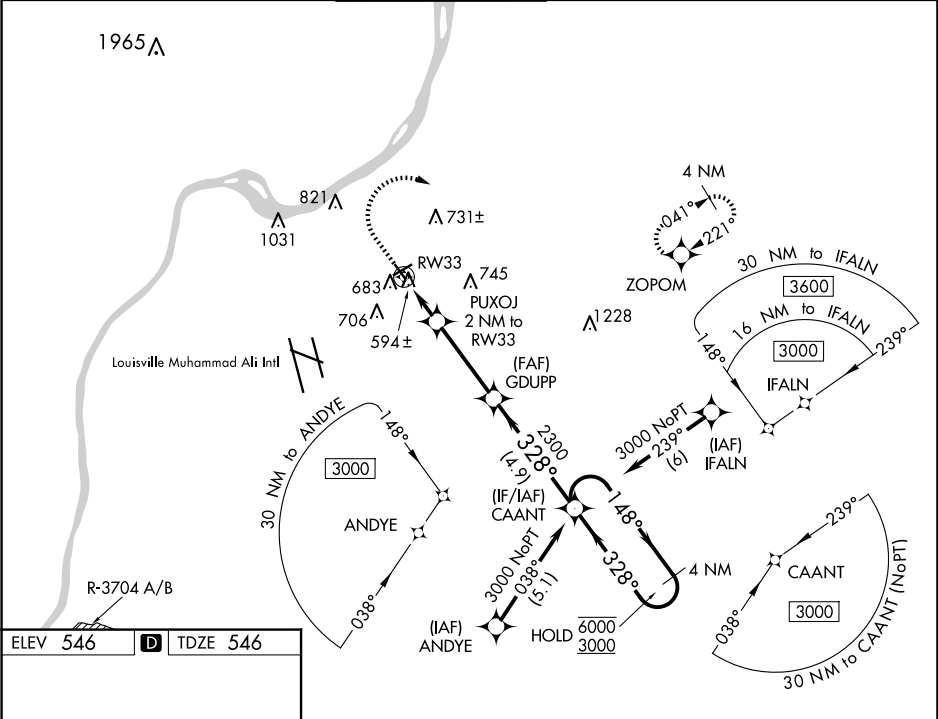 1965
821
1031
731±
4 NM
041°
221°
ZOPOM
RW33
683
745
706
594±
PUXOJ
2 NM to
RW33
1228
30 NM to IFALN
3600
16 NM to IFALN
3000
148°
239°
IFALN
Louisville Muhammad Ali Intl
(FAF)
GDUPP
30 NM to ANDYE
148°
3000
ANDYE
038°
2300
328°
(4.9)
3000 NoPT
239°
(6)
(IAF)
IFALN
(IF/IAF)
CAANT
148°
328°
4 NM
3000 NoPT
038°
(5.1)
HOLD
6000
3000
(IAF)
ANDYE
239°
CAANT
3000
038°
30 NM to CAANT (NoPT)
R-3704 A/B
ELEV 546 D TDZE 546